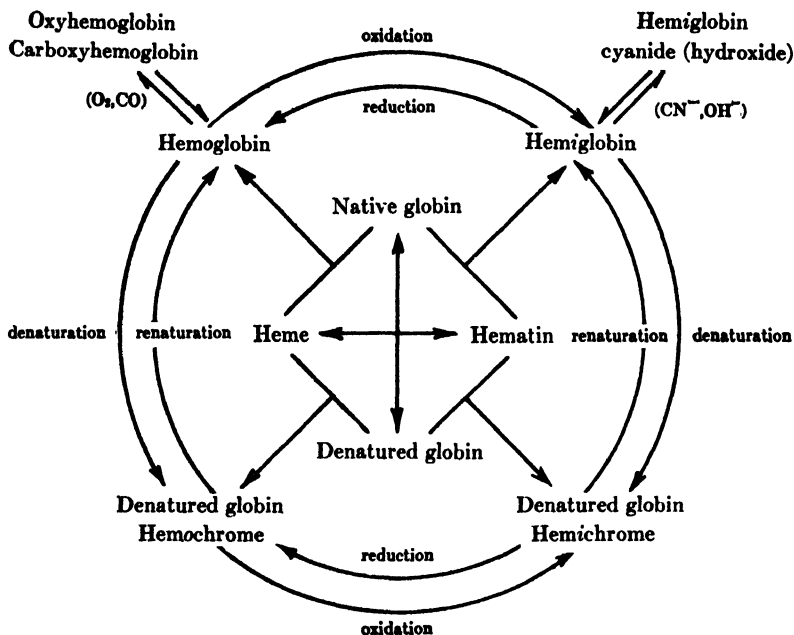 Oxyhemoglobin
Carboxyhemoglobin
oxidation
Hemiglobin
cyanide (hydroxide)
(O₂,CO)
reduction
(CN⁻,OH⁻)
Hemoglobin
Hemiglobin
Native globin
denaturation
renaturation
Heme
Hematin
renaturation
denaturation
Denatured globin
Denatured globin
Hemochrome
Denatured globin
Hemichrome
reduction
oxidation